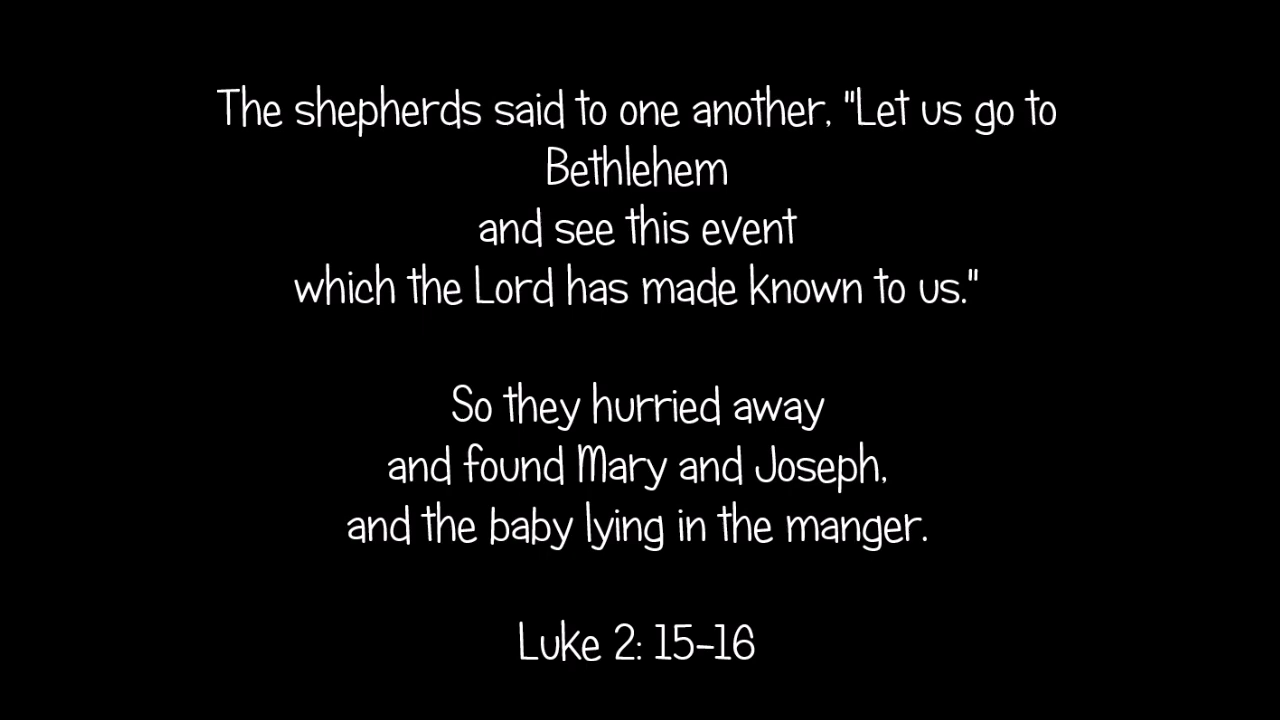 The shepherds said to one another, "Let us go to
Bethlehem
and see this event
which the Lord has made known to us."
So they hurried away
and found Mary and Joseph,
and the baby lying in the manger.
Luke 2: 15-16